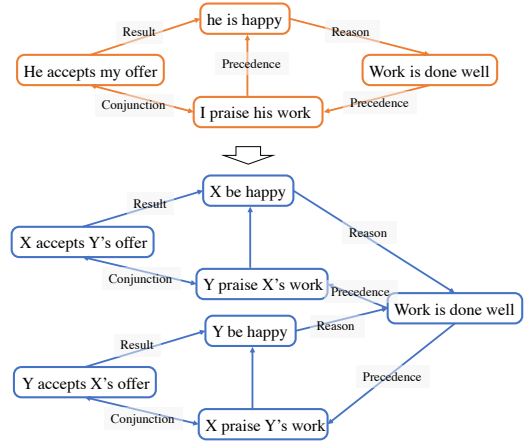 he is happy
Result
Reason
He accepts my offer
Precedence
Work is done well
Conjunction
Precedence
I praise his work
X be happy
Result
Reason
X accepts Y's offer
Conjunction
Y praise X's work
Precedence
Work is done well
Y be happy
Reason
Result
Y accepts X's offer
Precedence
Conjunction
X praise Y's work